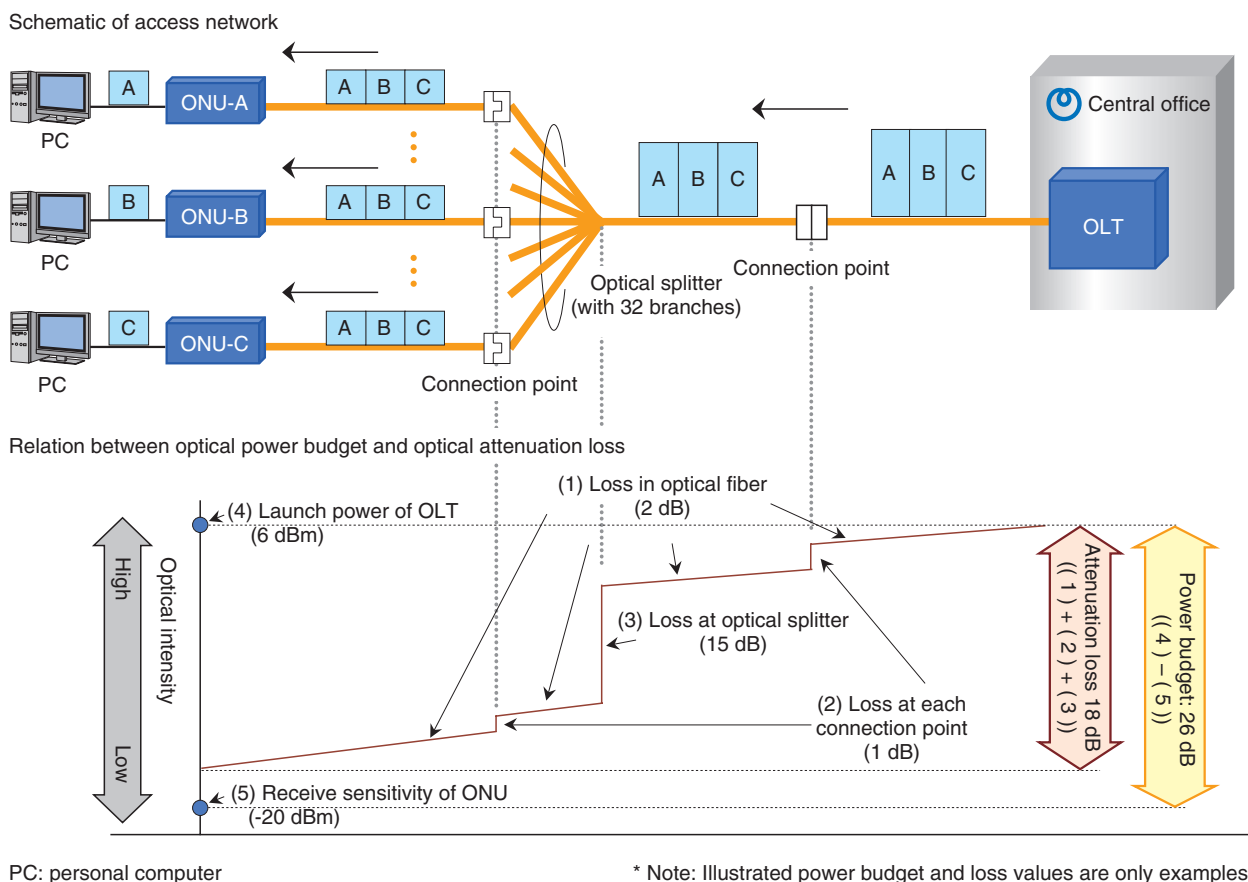 Schematic of access network
A
ONU-A
A B C
PC
B
ONU-B
A B C
PC
C
ONU-C
A B C
PC
Connection point
Optical splitter
(with 32 branches)
A B C
Connection point
A B C
Central office
OLT
Relation between optical power budget and optical attenuation loss
High
Low
Optical intensity
(4) Launch power of OLT
(6 dBm)
(1) Loss in optical fiber
(2 dB)
(3) Loss at optical splitter
(15 dB)
(2) Loss at each
connection point
(1 dB)
(5) Receive sensitivity of ONU
(-20 dBm)
Attenuation loss 18 dB
(( 1 ) + ( 2 ) + ( 3 ))
Power budget: 26 dB
(( 4 ) – ( 5 ))
PC: personal computer
* Note: Illustrated power budget and loss values are only examples